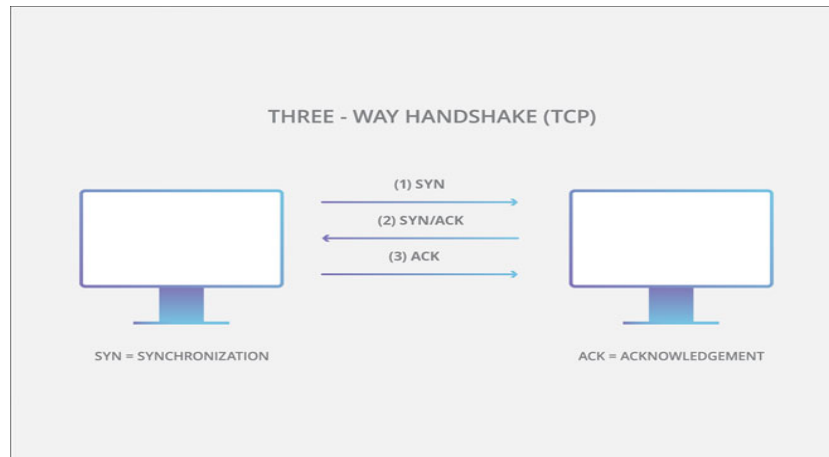 THREE - WAY HANDSHAKE (TCP)
(1) SYN
(2) SYN/ACK
(3) ACK
SYN = SYNCHRONIZATION
ACK = ACKNOWLEDGEMENT